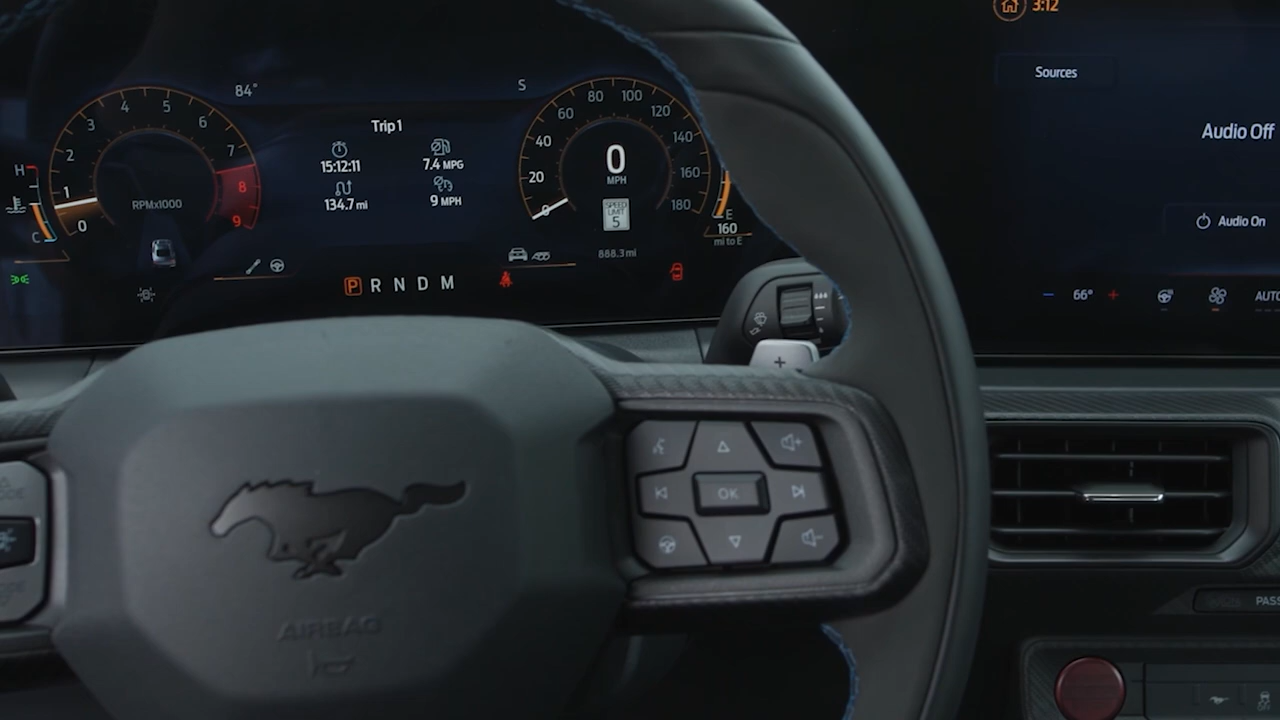 3:12
Sources
Audio Off
Audio On
66°
AUTO
84°
S
0 1 2 3 4 5 6 7 8 9
RPMx1000
H
C
Trip 1
15:12:11
7.4 MPG
134.7 mi
9 MPH
P R N D M
0 20 40 60 80 100 120 140 160 180
0
MPH
SPEED
LIMIT
5
888.3 mi
E
160
mi to E
+
OK
AIRBAG
PASS